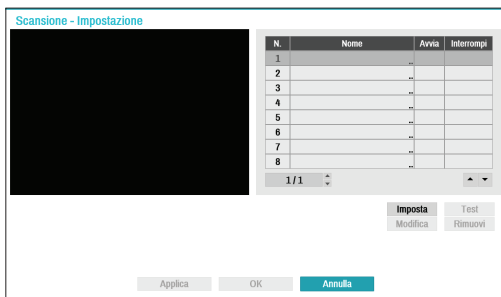 Scansione - Impostazione
N. Nome Avvia Interrompi
1 ..
2 ..
3 ..
4 ..
5 ..
6 ..
7 ..
8 ..
1/1
Imposta Test
Modifica Rimuovi
Applica OK Annulla